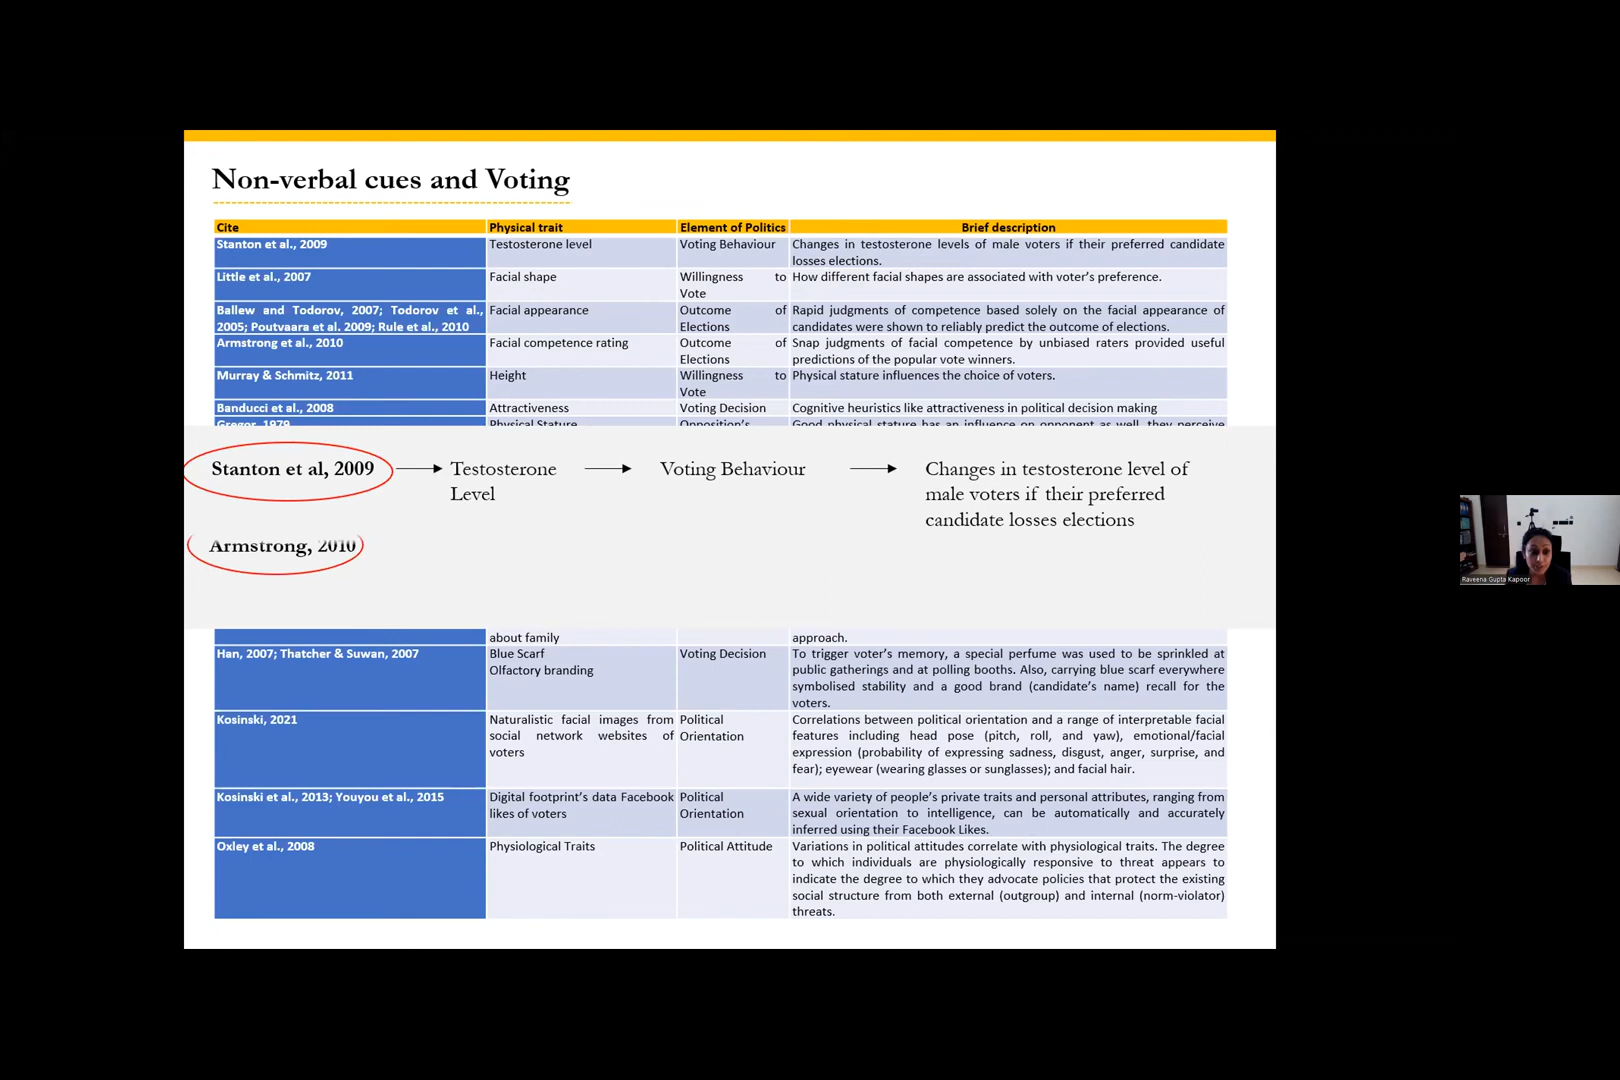 Non-verbal cues and Voting
Cite Physical trait Element of Politics Brief description
Stanton et al., 2009 Testosterone level Voting Behaviour Changes in testosterone levels of male voters if their preferred candidate
losses elections.
Little et al., 2007 Facial shape Willingness to How different facial shapes are associated with voter's preference.
Vote
Ballew and Todorov, 2007; Todorov et al., Facial appearance Outcome of Rapid judgments of competence based solely on the facial appearance of
2005; Poutvaara et al. 2009; Rule et al., 2010 Elections candidates were shown to reliably predict the outcome of elections.
Armstrong et al., 2010 Facial competence rating Outcome of Snap judgments of facial competence by unbiased raters provided useful
Elections predictions of the popular vote winners.
Murray & Schmitz, 2011 Height Willingness to Physical stature influences the choice of voters.
Vote
Banducci et al., 2008 Attractiveness Voting Decision Cognitive heuristics like attractiveness in political decision making
Gregor, 1979 Physical Stature Opposition's Good physical stature has an influence on opponent as well, they perceive
Stanton et al, 2009 Testosterone Voting Behaviour Changes in testosterone level of
Level male voters if their preferred
candidate losses elections
Armstrong, 2010
about family approach.
Han, 2007; Thatcher & Suwan, 2007 Blue Scarf Voting Decision To trigger voter's memory, a special perfume was used to be sprinkled at
Olfactory branding public gatherings and at polling booths. Also, carrying blue scarf everywhere
symbolised stability and a good brand (candidate's name) recall for the
voters.
Kosinski, 2021 Naturalistic facial images from Political Correlations between political orientation and a range of interpretable facial
social network websites of Orientation features including head pose (pitch, roll, and yaw), emotional/facial
voters expression (probability of expressing sadness, disgust, anger, surprise, and
fear); eyewear (wearing glasses or sunglasses); and facial hair.
Kosinski et al., 2013; Youyou et al., 2015 Digital footprint's data Facebook Political A wide variety of people's private traits and personal attributes, ranging from
likes of voters Orientation sexual orientation to intelligence, can be automatically and accurately
inferred using their Facebook Likes.
Oxley et al., 2008 Physiological Traits Political Attitude Variations in political attitudes correlate with physiological traits. The degree
to which individuals are physiologically responsive to threat appears to
indicate the degree to which they advocate policies that protect the existing
social structure from both external (outgroup) and internal (norm-violator)
threats.
Raveena Gupta Kapoor